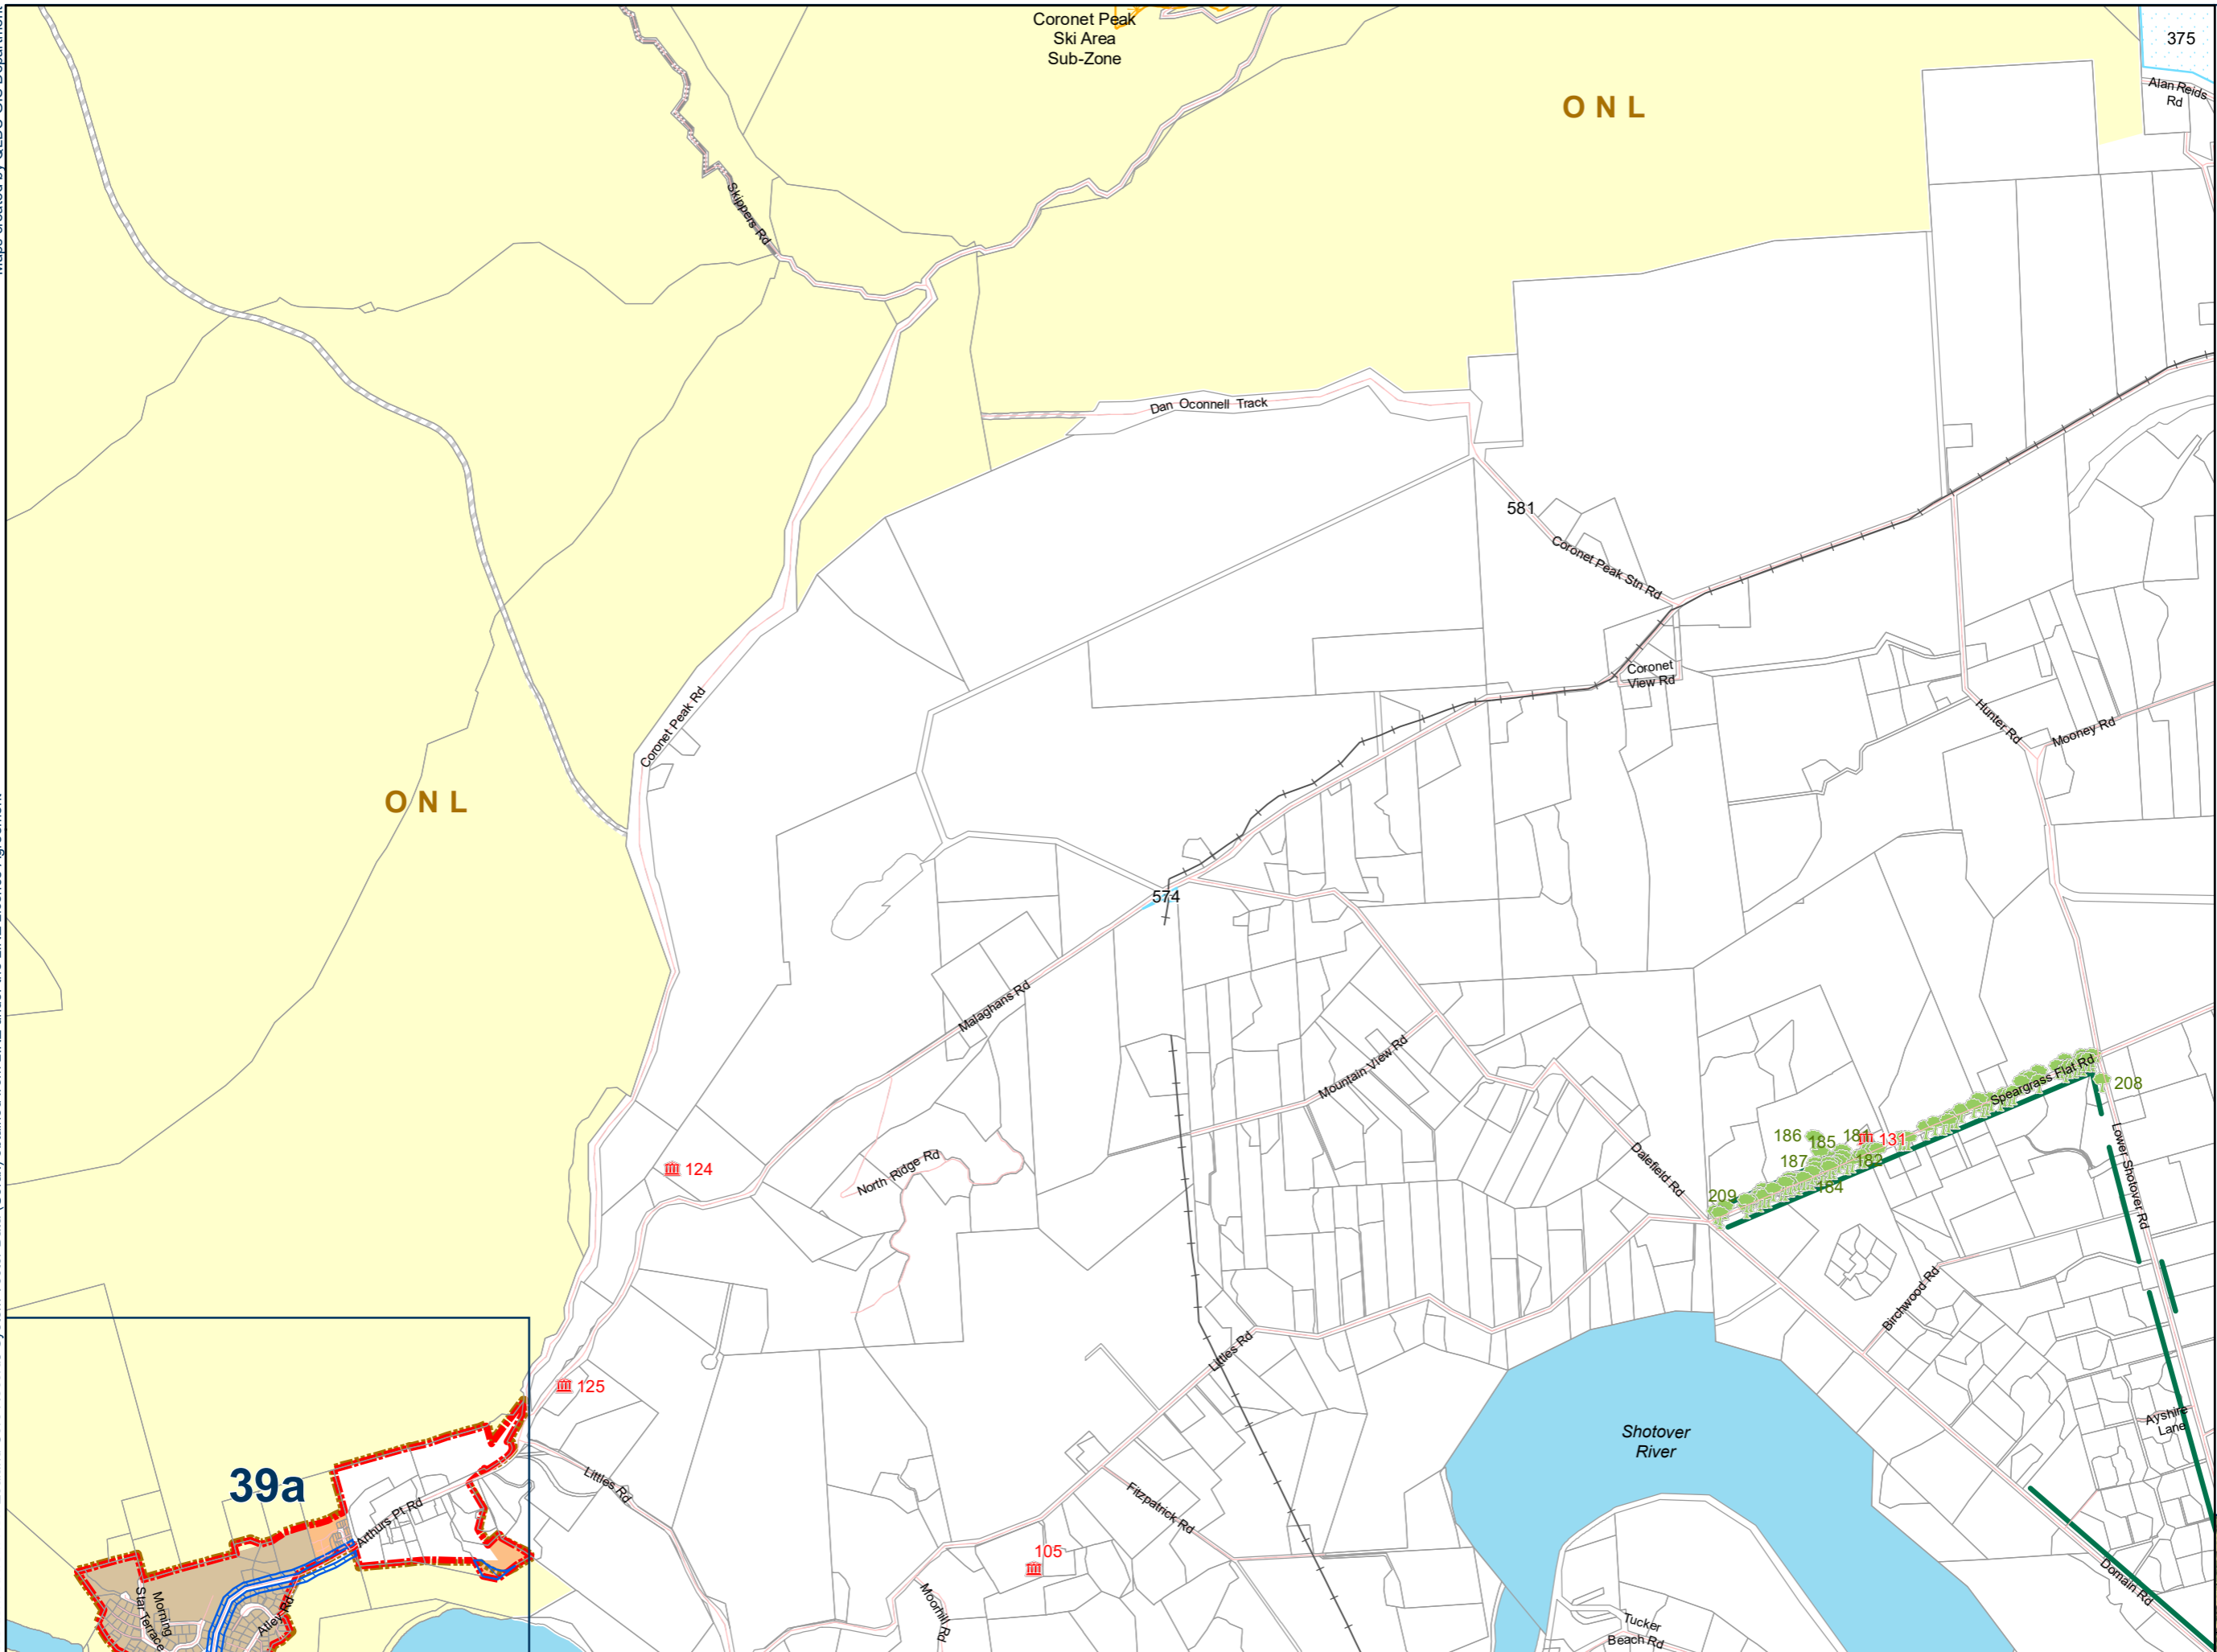 Coronet Peak
Ski Area
Sub-Zone
375
Alan Reids
Rd
O N L
Skippers Rd
Dan Oconnell Track
581
Coronet Peak Stn Rd
Coronet
View Rd
Coronet Peak Rd
Hunter Rd
Mooney Rd
O N L
574
Malaghans Rd
Mountain View Rd
Speargrass Flat Rd
208
186
185
131
187
182
184
209
124
North Ridge Rd
Dalefield Rd
Lower Shotover Rd
Birchwood Rd
Littles Rd
125
Shotover
River
Ayshire
Lane
39a
Arthurs Pt Rd
Littles Rd
Fitzpatrick Rd
105
Morning
Star Terrace
Alley Rd
Moorhill Rd
Tucker
Beach Rd
Domain Rd